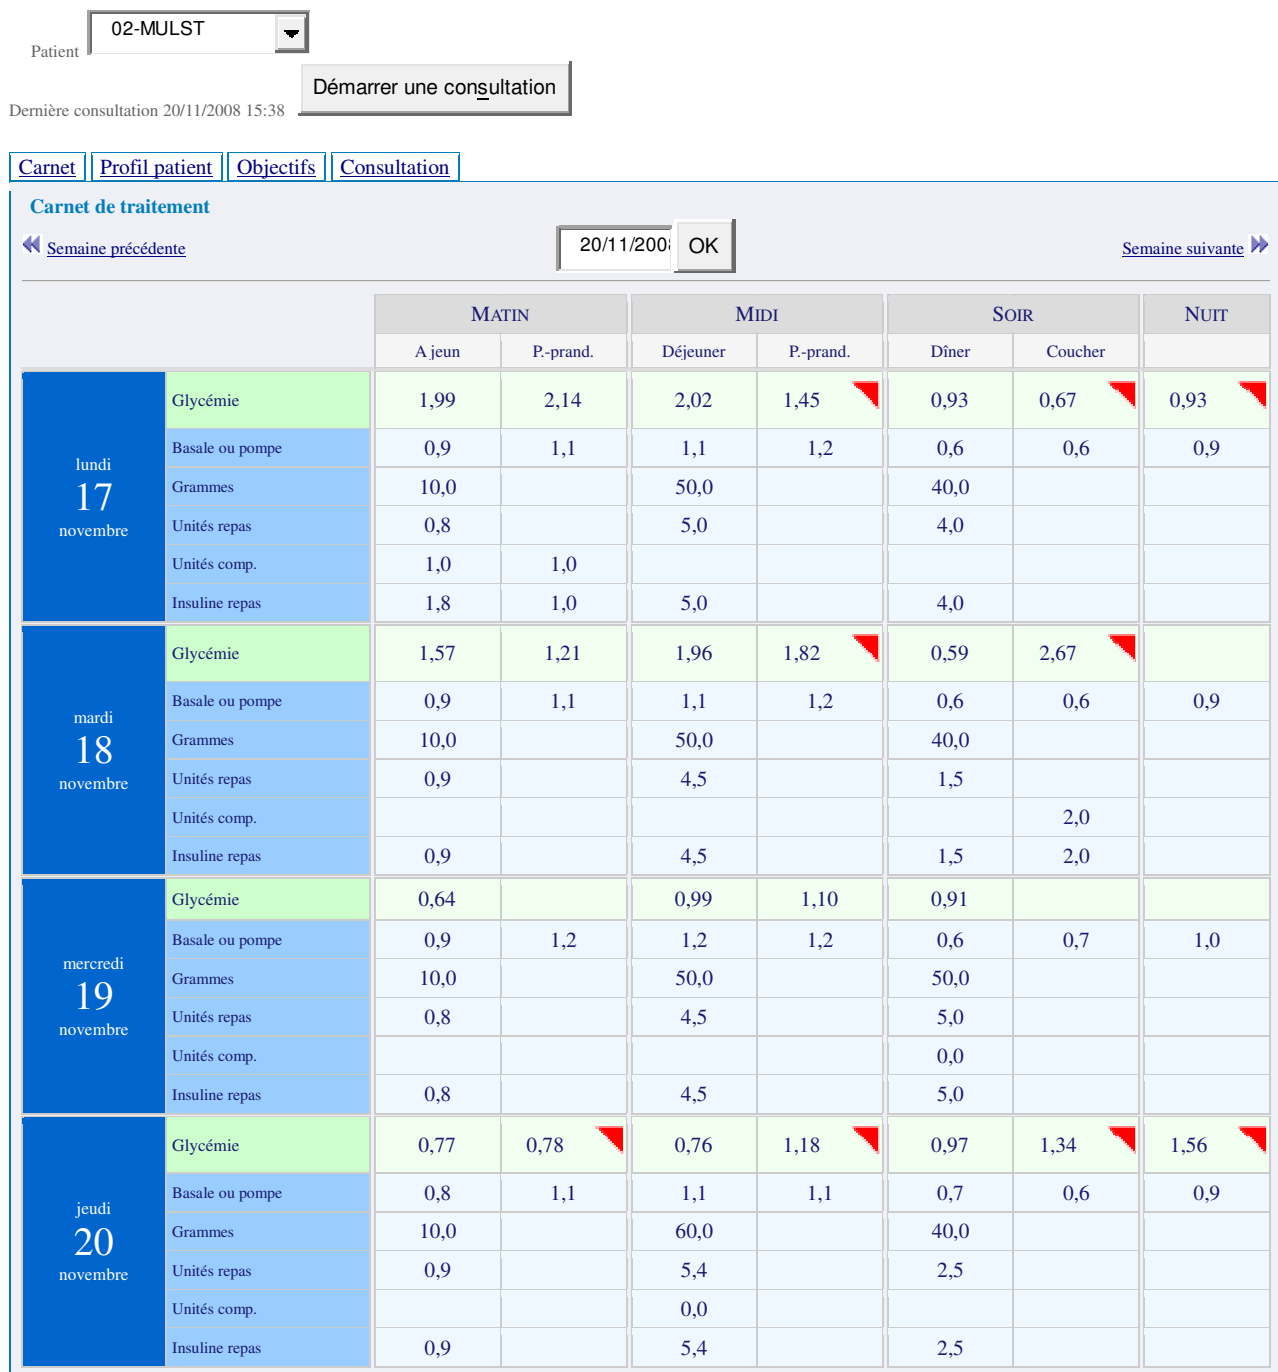 Patient 02-MULST
Dernière consultation 20/11/2008 15:38 Démarrer une consultation
Carnet Profil patient Objectifs Consultation
Carnet de traitement
Semaine précédente 20/11/2008 OK Semaine suivante
MATIN MIDI SOIR NUIT
A jeun P.-prand. Déjeuner P.-prand. Dîner Coucher
lundi 17 novembre
Glycémie 1,99 2,14 2,02 1,45 0,93 0,67 0,93
Basale ou pompe 0,9 1,1 1,1 1,2 0,6 0,6 0,9
Grammes 10,0 50,0 40,0
Unités repas 0,8 5,0 4,0
Unités comp. 1,0 1,0
Insuline repas 1,8 1,0 5,0 4,0
mardi 18 novembre
Glycémie 1,57 1,21 1,96 1,82 0,59 2,67
Basale ou pompe 0,9 1,1 1,1 1,2 0,6 0,6 0,9
Grammes 10,0 50,0 40,0
Unités repas 0,9 4,5 1,5
Unités comp. 2,0
Insuline repas 0,9 4,5 1,5 2,0
mercredi 19 novembre
Glycémie 0,64 0,99 1,10 0,91
Basale ou pompe 0,9 1,2 1,2 1,2 0,6 0,7 1,0
Grammes 10,0 50,0 50,0
Unités repas 0,8 4,5 5,0
Unités comp. 0,0
Insuline repas 0,8 4,5 5,0
jeudi 20 novembre
Glycémie 0,77 0,78 0,76 1,18 0,97 1,34 1,56
Basale ou pompe 0,8 1,1 1,1 1,1 0,7 0,6 0,9
Grammes 10,0 60,0 40,0
Unités repas 0,9 5,4 2,5
Unités comp. 0,0
Insuline repas 0,9 5,4 2,5